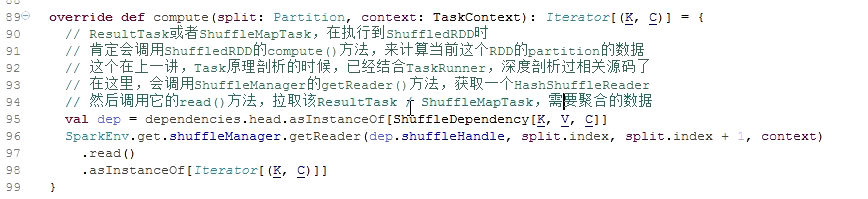 89 override def compute(split: Partition, context: TaskContext): Iterator[(K, C)] = {
90 // ResultTask或者ShuffleMapTask，在执行到ShuffledRDD时
91 // 肯定会调用ShuffledRDD的compute()方法，来计算当前这个RDD的partition的数据
92 // 这个在上一讲，Task原理剖析的时候，已经结合TaskRunner，深度剖析过相关源码了
93 // 在这里，会调用ShuffleManager的getReader()方法，获取一个HashShuffleReader
94 // 然后调用它的read()方法，拉取该ResultTask / ShuffleMapTask，需要聚合的数据
95 val dep = dependencies.head.asInstanceOf[ShuffleDependency[K, V, C]]
96 SparkEnv.get.shuffleManager.getReader(dep.shuffleHandle, split.index, split.index + 1, context)
97 .read()
98 .asInstanceOf[Iterator[(K, C)]]
99 }